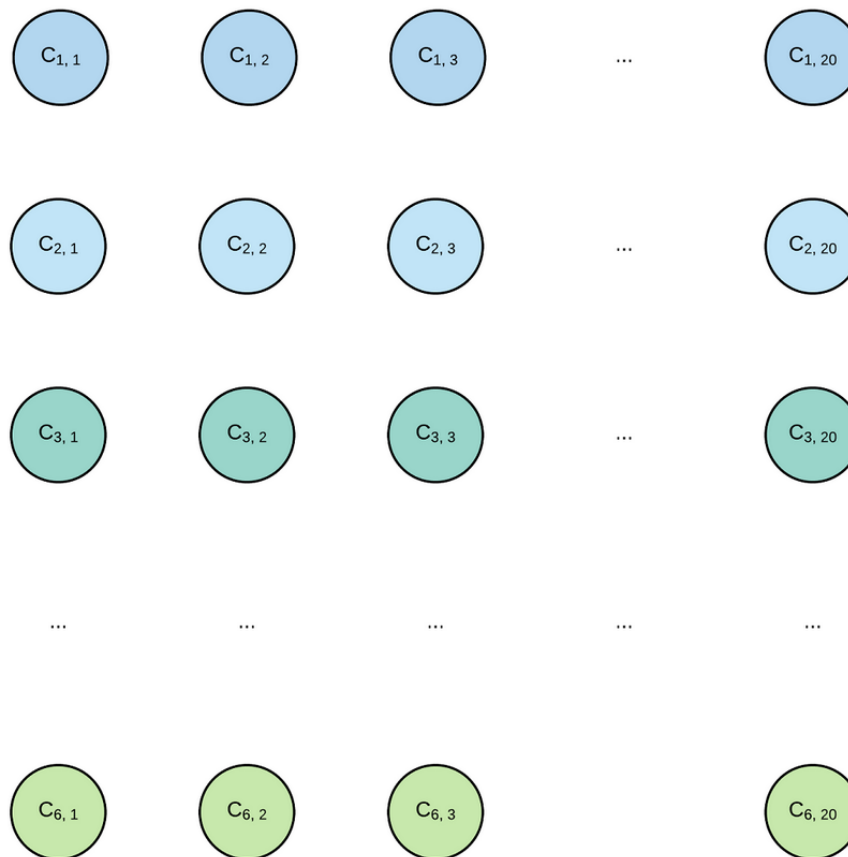 C1, 1 C1, 2 C1, 3 ... C1, 20
C2, 1 C2, 2 C2, 3 ... C2, 20
C3, 1 C3, 2 C3, 3 ... C3, 20
... ... ... ... ...
C6, 1 C6, 2 C6, 3 C6, 20